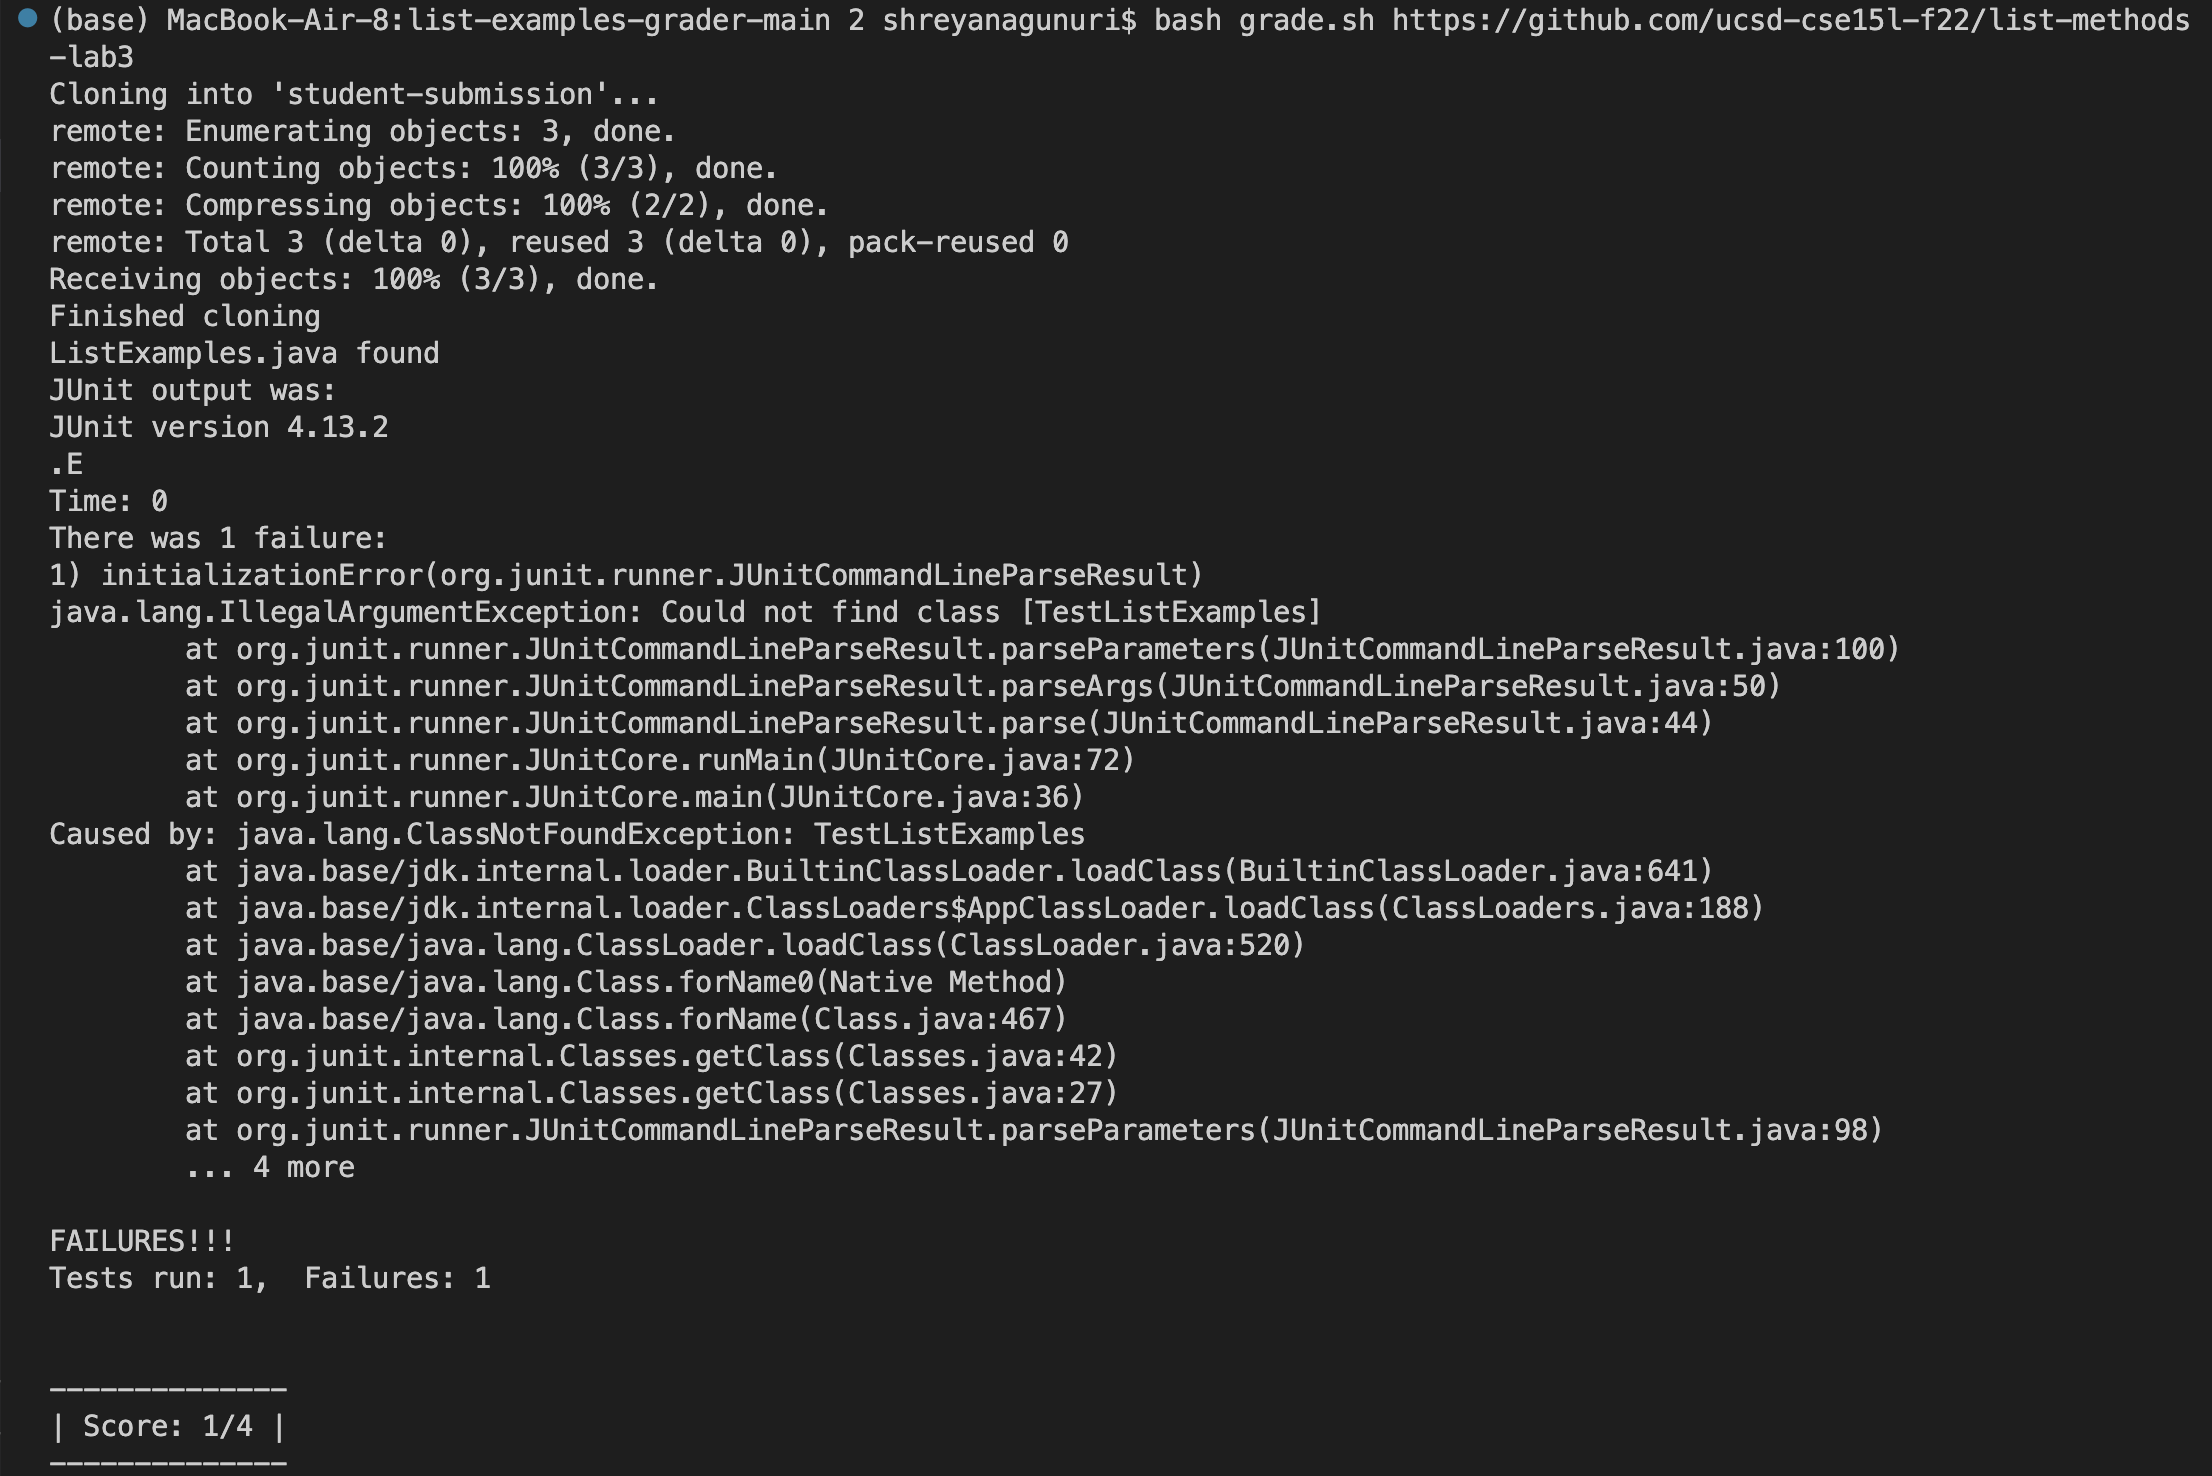 (base) MacBook-Air-8:list-examples-grader-main 2 shreyanagunuri$ bash grade.sh https://github.com/ucsd-cse15l-f22/list-methods
-lab3
Cloning into 'student-submission'...
remote: Enumerating objects: 3, done.
remote: Counting objects: 100% (3/3), done.
remote: Compressing objects: 100% (2/2), done.
remote: Total 3 (delta 0), reused 3 (delta 0), pack-reused 0
Receiving objects: 100% (3/3), done.
Finished cloning
ListExamples.java found
JUnit output was:
JUnit version 4.13.2
.E
Time: 0
There was 1 failure:
1) initializationError(org.junit.runner.JUnitCommandLineParseResult)
java.lang.IllegalArgumentException: Could not find class [TestListExamples]
        at org.junit.runner.JUnitCommandLineParseResult.parseParameters(JUnitCommandLineParseResult.java:100)
        at org.junit.runner.JUnitCommandLineParseResult.parseArgs(JUnitCommandLineParseResult.java:50)
        at org.junit.runner.JUnitCommandLineParseResult.parse(JUnitCommandLineParseResult.java:44)
        at org.junit.runner.JUnitCore.runMain(JUnitCore.java:72)
        at org.junit.runner.JUnitCore.main(JUnitCore.java:36)
Caused by: java.lang.ClassNotFoundException: TestListExamples
        at java.base/jdk.internal.loader.BuiltinClassLoader.loadClass(BuiltinClassLoader.java:641)
        at java.base/jdk.internal.loader.ClassLoaders$AppClassLoader.loadClass(ClassLoaders.java:188)
        at java.base/java.lang.ClassLoader.loadClass(ClassLoader.java:520)
        at java.base/java.lang.Class.forName0(Native Method)
        at java.base/java.lang.Class.forName(Class.java:467)
        at org.junit.internal.Classes.getClass(Classes.java:42)
        at org.junit.internal.Classes.getClass(Classes.java:27)
        at org.junit.runner.JUnitCommandLineParseResult.parseParameters(JUnitCommandLineParseResult.java:98)
        ... 4 more

FAILURES!!!
Tests run: 1,  Failures: 1


--------------
| Score: 1/4 |
--------------